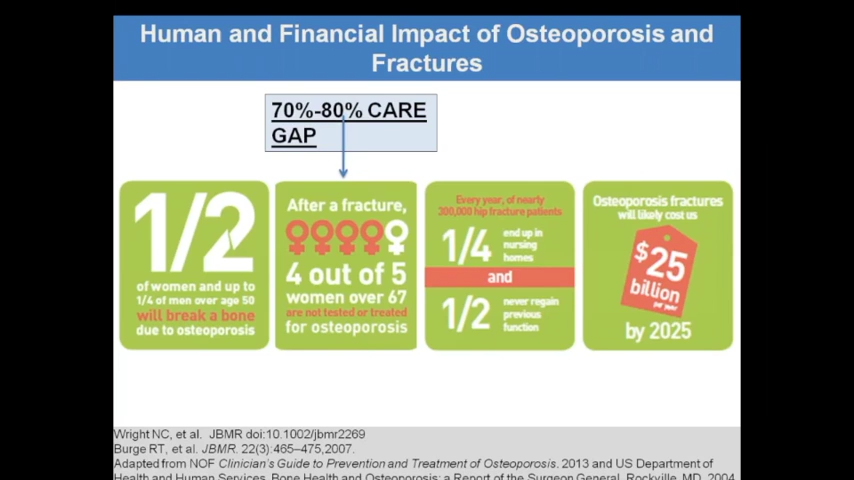 Human and Financial Impact of Osteoporosis and
Fractures
70%-80% CARE
GAP
1/2
of women and up to
1/4 of men over age 50
will break a bone
due to osteoporosis
After a fracture,
4 out of 5
women over 67
are not tested or treated
for osteoporosis
Every year, of nearly
300,000 hip fracture patients
1/4 end up in
nursing
homes
and
1/2 never regain
previous
function
Osteoporosis fractures
will likely cost us
$25
billion
per year
by 2025
Wright NC, et al. JBMR doi:10.1002/jbmr2269
Burge RT, et al. JBMR. 22(3):465–475,2007.
Adapted from NOF Clinician's Guide to Prevention and Treatment of Osteoporosis. 2013 and US Department of
Health and Human Services. Bone Health and Osteoporosis: a Report of the Surgeon General. Rockville, MD, 2004